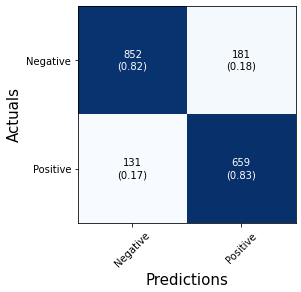 852 181
(0.82) (0.18)
Negative
131 659
(0.17) (0.83)
Positive
Actuals
Negative Positive
Predictions